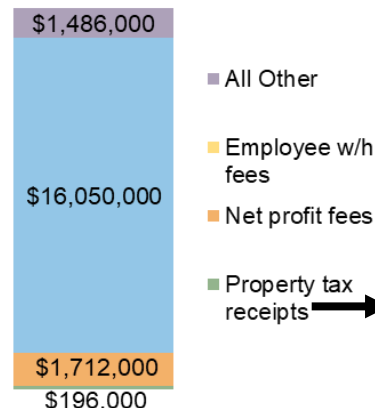 $1,486,000
$16,050,000
$1,712,000
$196,000
All Other
Employee w/h
fees
Net profit fees
Property tax
receipts